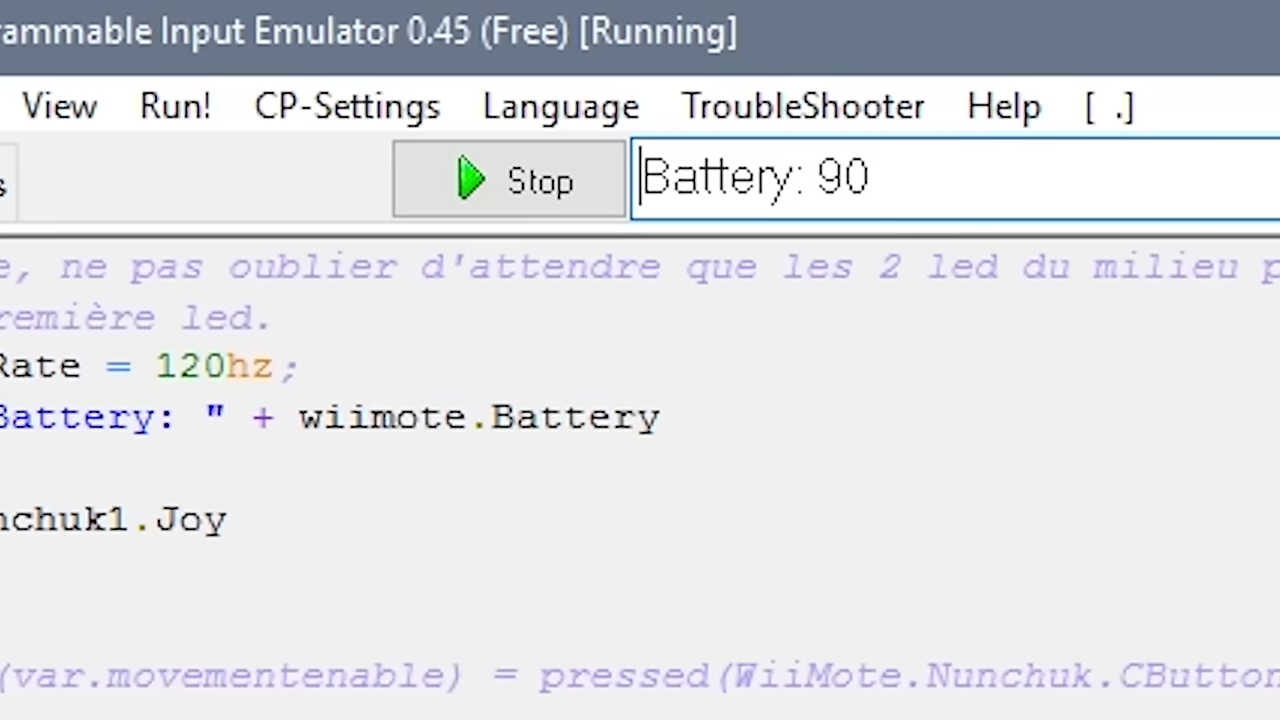 rammable Input Emulator 0.45 (Free) [Running]
View Run! CP-Settings Language TroubleShooter Help [ .]
s Stop Battery: 90
e, ne pas oublier d'attendre que les 2 led du milieu p
remière led.
Rate = 120hz;
Battery: " + wiimote.Battery
nchuk1.Joy
(var.movementenable) = pressed(WiiMote.Nunchuk.CButton